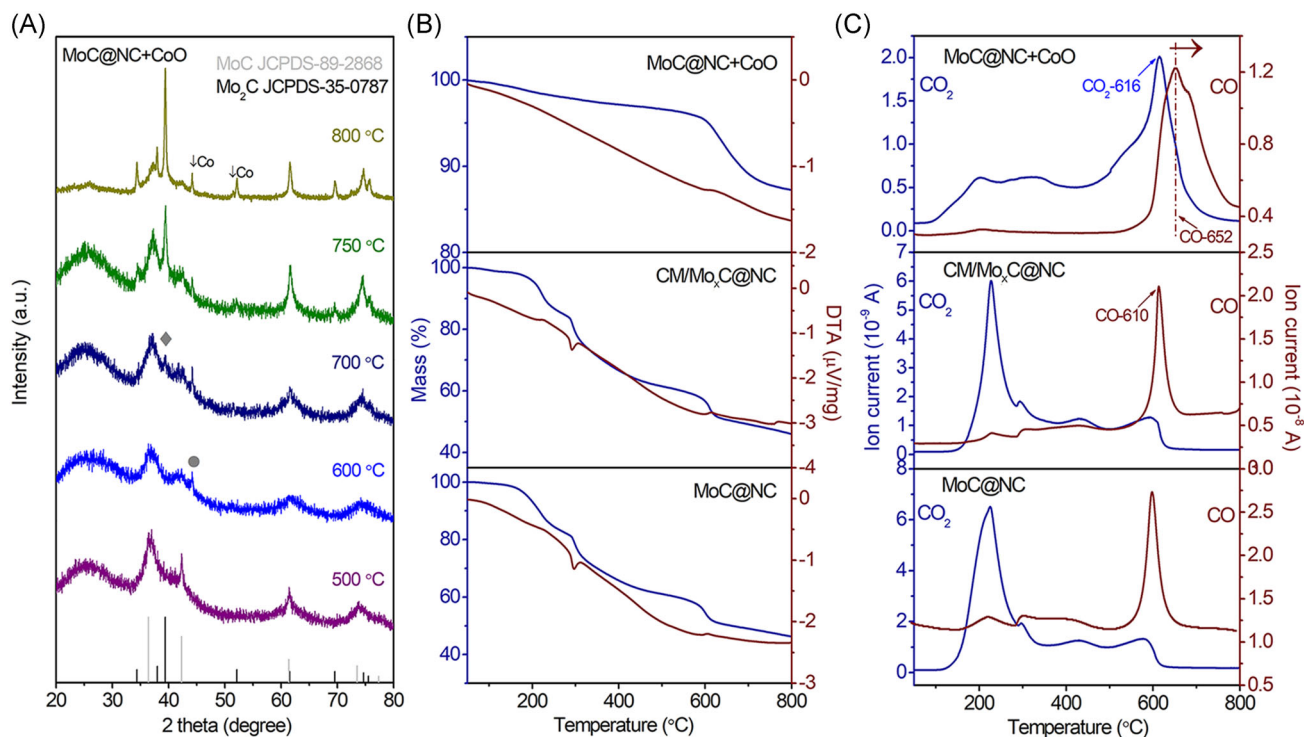 (A)
MoC@NC+CoO
MoC JCPDS-89-2868
Mo2C JCPDS-35-0787
800 °C
↓Co
↓Co
750 °C
700 °C
600 °C
500 °C
Intensity (a.u.)
20 30 40 50 60 70 80
2 theta (degree)
(B)
MoC@NC+CoO
100
90
80
0
−1
−2
CM/MoxC@NC
100
80
60
40
0
−1
−2
−3
−4
MoC@NC
100
80
60
40
0
−1
−2
−3
Mass (%)
DTA (μV/mg)
200 400 600 800
Temperature (°C)
(C)
MoC@NC+CoO
CO2
CO2-616
CO
CO-652
2.0
1.5
1.0
0.5
0.0
1.2
0.8
0.4
CM/MoxC@NC
CO2
CO-610
CO
7
6
5
4
3
2
1
0
2.5
2.0
1.5
1.0
0.5
0.0
MoC@NC
CO2
CO
8
6
4
2
0
3.0
2.5
2.0
1.5
1.0
Ion current (10-9 A)
Ion current (10-8 A)
200 400 600 800
Temperature (°C)